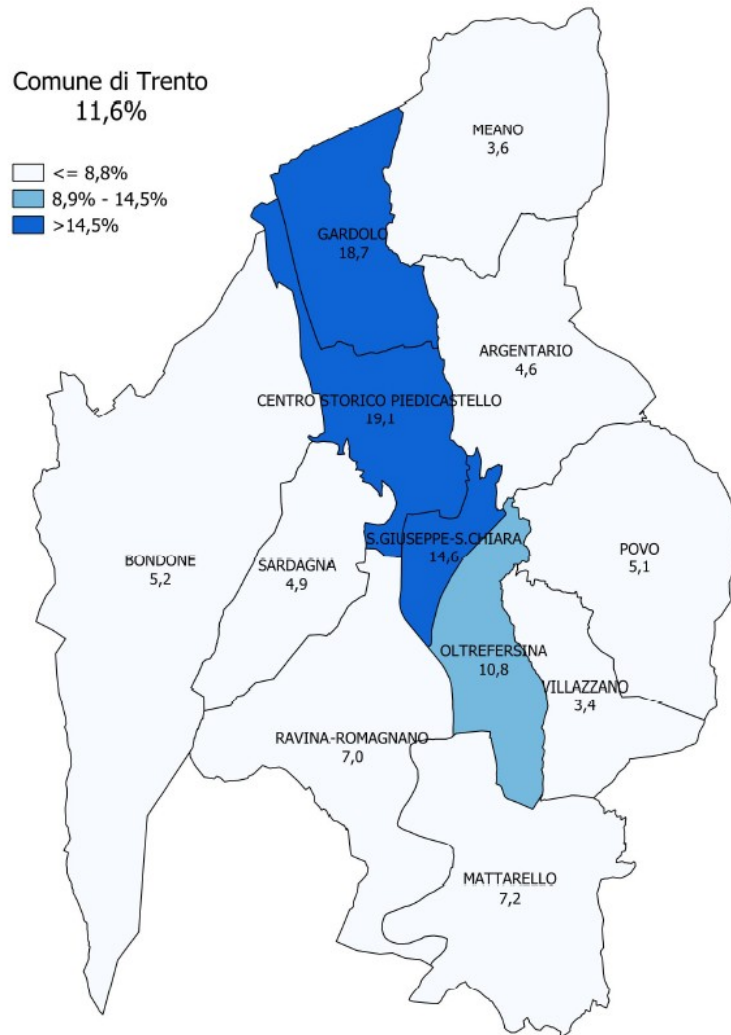 Comune di Trento
11,6%
<= 8,8%
8,9% - 14,5%
>14,5%
MEANO
3,6
GARDOLO
18,7
ARGENTARIO
4,6
CENTRO STORICO PIEDICASTELLO
19,1
S.GIUSEPPE-S.CHIARA
14,6
BONDONE
5,2
SARDAGNA
4,9
POVO
5,1
OLTREFERSINA
10,8
VILLAZZANO
3,4
RAVINA-ROMAGNANO
7,0
MATTARELLO
7,2